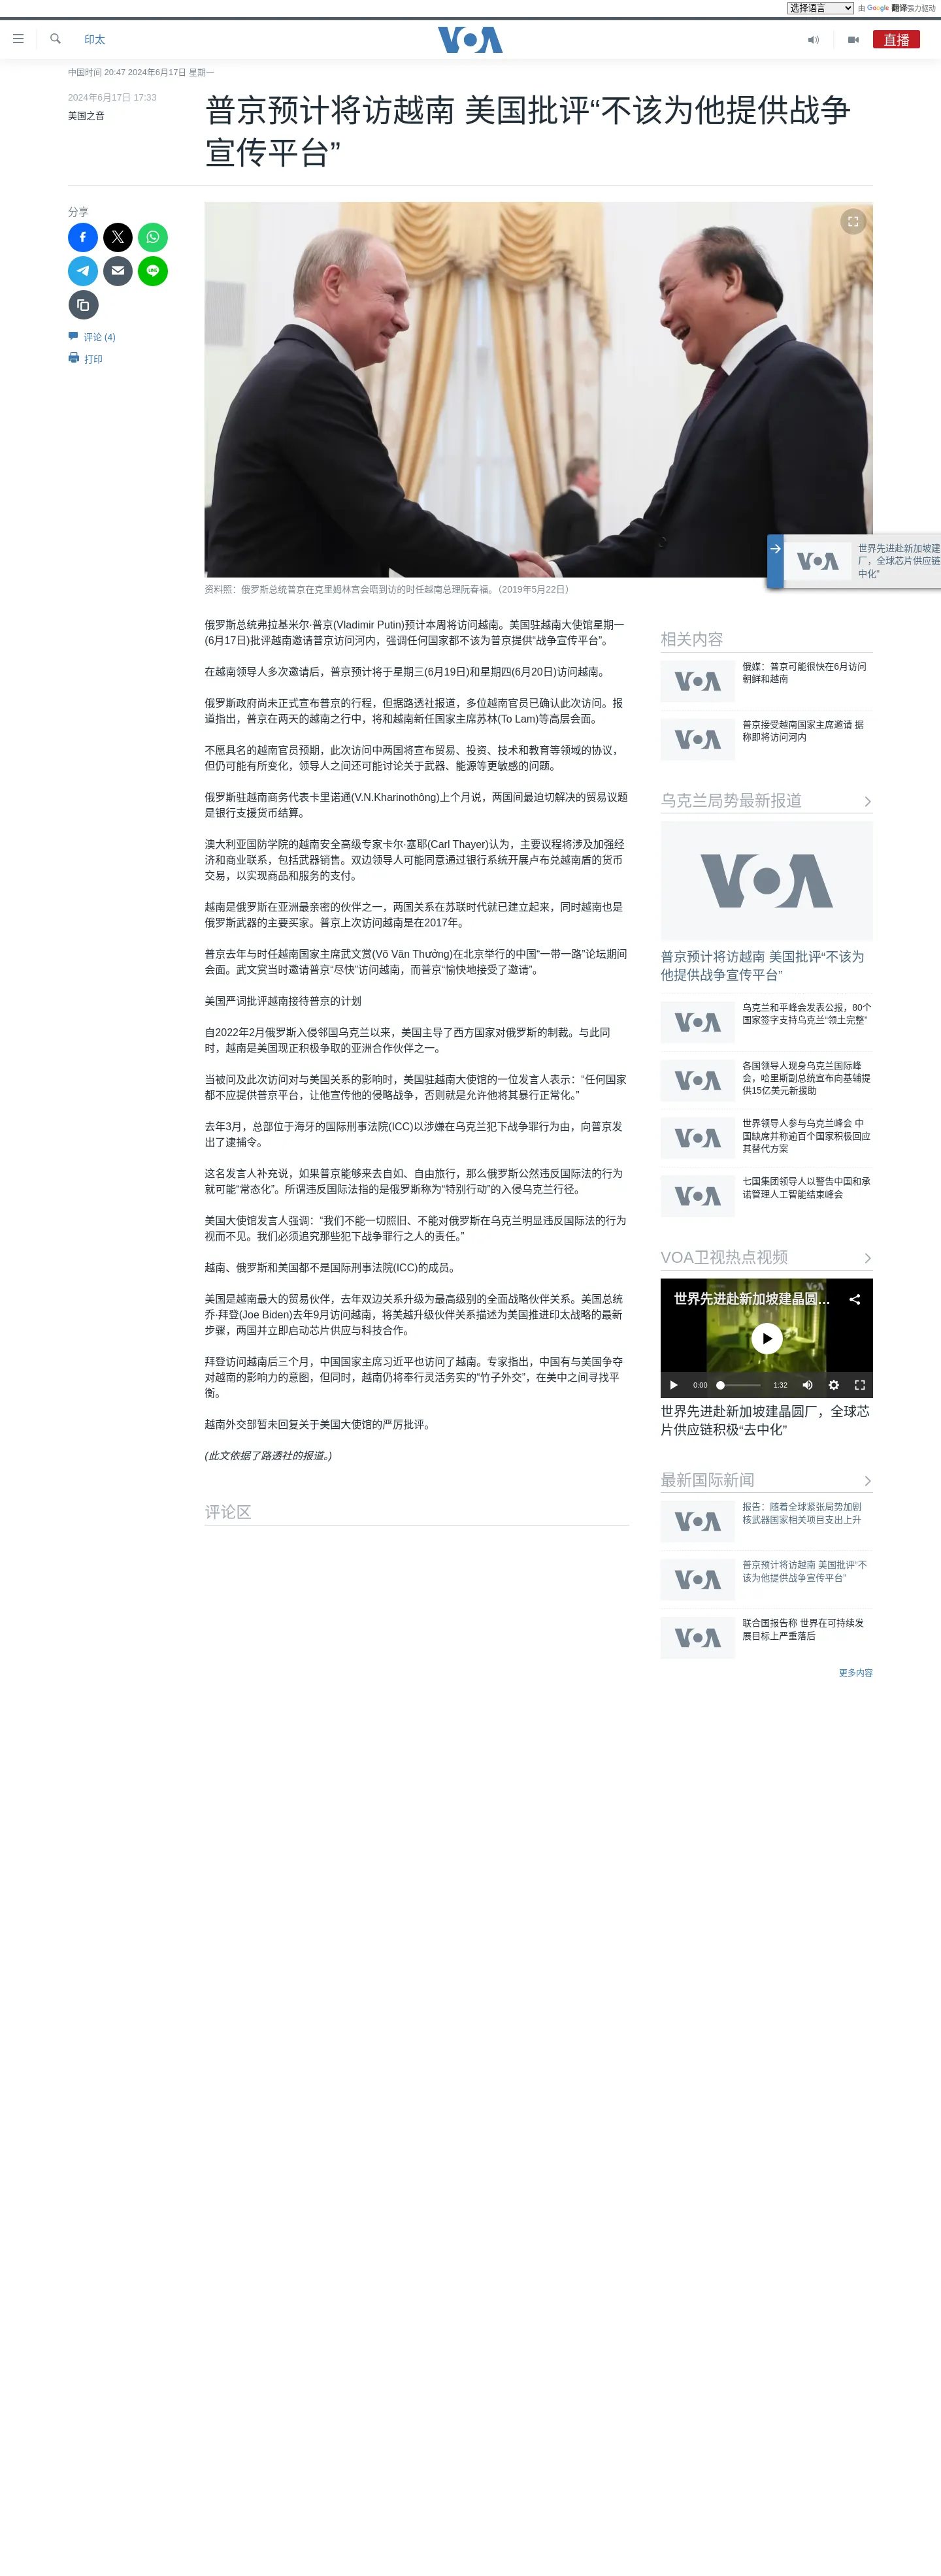 选择语言 由 Google 翻译强力驱动
印太
VOA
直播
中国时间 20:47 2024年6月17日 星期一
2024年6月17日 17:33
美国之音
普京预计将访越南 美国批评“不该为他提供战争
宣传平台”
分享
评论 (4)
打印
资料照：俄罗斯总统普京在克里姆林宫会晤到访的时任越南总理阮春福。（2019年5月22日）
世界先进赴新加坡建
厂，全球芯片供应链
中化”
俄罗斯总统弗拉基米尔·普京(Vladimir Putin)预计本周将访问越南。美国驻越南大使馆星期一
(6月17日)批评越南邀请普京访问河内，强调任何国家都不该为普京提供“战争宣传平台”。
在越南领导人多次邀请后，普京预计将于星期三(6月19日)和星期四(6月20日)访问越南。
俄罗斯政府尚未正式宣布普京的行程，但据路透社报道，多位越南官员已确认此次访问。报
道指出，普京在两天的越南之行中，将和越南新任国家主席苏林(To Lam)等高层会面。
不愿具名的越南官员预期，此次访问中两国将宣布贸易、投资、技术和教育等领域的协议，
但仍可能有所变化，领导人之间还可能讨论关于武器、能源等更敏感的问题。
俄罗斯驻越南商务代表卡里诺通(V.N.Kharinothông)上个月说，两国间最迫切解决的贸易议题
是银行支援货币结算。
澳大利亚国防学院的越南安全高级专家卡尔·塞耶(Carl Thayer)认为，主要议程将涉及加强经
济和商业联系，包括武器销售。双边领导人可能同意通过银行系统开展卢布兑越南盾的货币
交易，以实现商品和服务的支付。
越南是俄罗斯在亚洲最亲密的伙伴之一，两国关系在苏联时代就已建立起来，同时越南也是
俄罗斯武器的主要买家。普京上次访问越南是在2017年。
普京去年与时任越南国家主席武文赏(Võ Văn Thưởng)在北京举行的中国“一带一路”论坛期间
会面。武文赏当时邀请普京“尽快”访问越南，而普京“愉快地接受了邀请”。
美国严词批评越南接待普京的计划
自2022年2月俄罗斯入侵邻国乌克兰以来，美国主导了西方国家对俄罗斯的制裁。与此同
时，越南是美国现正积极争取的亚洲合作伙伴之一。
当被问及此次访问对与美国关系的影响时，美国驻越南大使馆的一位发言人表示：“任何国家
都不应提供普京平台，让他宣传他的侵略战争，否则就是允许他将其暴行正常化。”
去年3月，总部位于海牙的国际刑事法院(ICC)以涉嫌在乌克兰犯下战争罪行为由，向普京发
出了逮捕令。
这名发言人补充说，如果普京能够来去自如、自由旅行，那么俄罗斯公然违反国际法的行为
就可能“常态化”。所谓违反国际法指的是俄罗斯称为“特别行动”的入侵乌克兰行径。
美国大使馆发言人强调：“我们不能一切照旧、不能对俄罗斯在乌克兰明显违反国际法的行为
视而不见。我们必须追究那些犯下战争罪行之人的责任。”
越南、俄罗斯和美国都不是国际刑事法院(ICC)的成员。
美国是越南最大的贸易伙伴，去年双边关系升级为最高级别的全面战略伙伴关系。美国总统
乔·拜登(Joe Biden)去年9月访问越南，将美越升级伙伴关系描述为美国推进印太战略的最新
步骤，两国并立即启动芯片供应与科技合作。
拜登访问越南后三个月，中国国家主席习近平也访问了越南。专家指出，中国有与美国争夺
对越南的影响力的意图，但同时，越南仍将奉行灵活务实的“竹子外交”，在美中之间寻找平
衡。
越南外交部暂未回复关于美国大使馆的严厉批评。
(此文依据了路透社的报道。)
评论区
相关内容
VOA
俄媒：普京可能很快在6月访问
朝鲜和越南
VOA
普京接受越南国家主席邀请 据
称即将访问河内
乌克兰局势最新报道
VOA
普京预计将访越南 美国批评“不该为
他提供战争宣传平台”
VOA
乌克兰和平峰会发表公报，80个
国家签字支持乌克兰“领土完整”
VOA
各国领导人现身乌克兰国际峰
会，哈里斯副总统宣布向基辅提
供15亿美元新援助
VOA
世界领导人参与乌克兰峰会 中
国缺席并称逾百个国家积极回应
其替代方案
VOA
七国集团领导人以警告中国和承
诺管理人工智能结束峰会
VOA卫视热点视频
VOA
世界先进赴新加坡建晶圆…
0:00 1:32
世界先进赴新加坡建晶圆厂，全球芯
片供应链积极“去中化”
最新国际新闻
VOA
报告：随着全球紧张局势加剧
核武器国家相关项目支出上升
VOA
普京预计将访越南 美国批评“不
该为他提供战争宣传平台”
VOA
联合国报告称 世界在可持续发
展目标上严重落后
更多内容